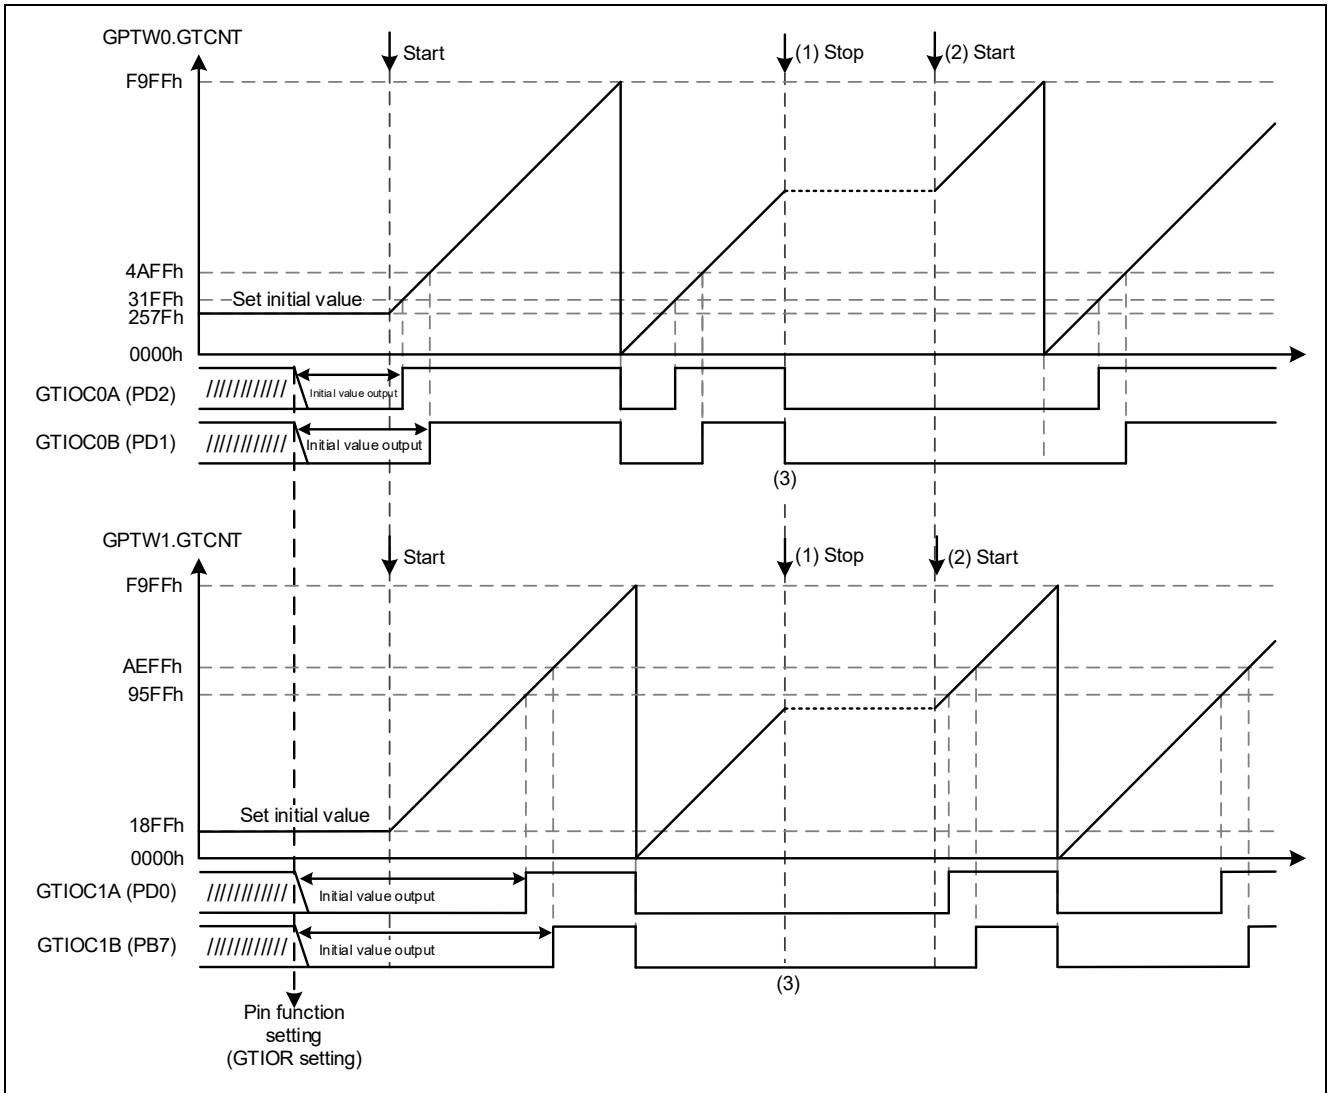 GPTW0.GTCNT
Start
(1) Stop
(2) Start
F9FFh
4AFFh
31FFh
Set initial value
257Fh
0000h
GTIOC0A (PD2)
Initial value output
GTIOC0B (PD1)
Initial value output
(3)
GPTW1.GTCNT
Start
(1) Stop
(2) Start
F9FFh
AEFFh
95FFh
Set initial value
18FFh
0000h
GTIOC1A (PD0)
Initial value output
GTIOC1B (PB7)
Initial value output
(3)
Pin function
setting
(GTIOR setting)